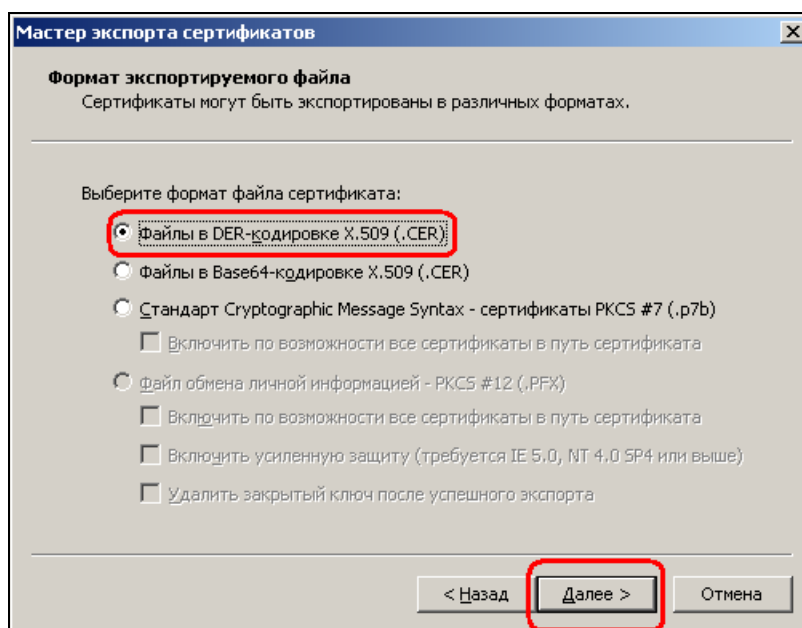 Мастер экспорта сертификатов
Формат экспортируемого файла
Сертификаты могут быть экспортированы в различных форматах.
Выберите формат файла сертификата:
Файлы в DER-кодировке X.509 (.CER)
Файлы в Base64-кодировке X.509 (.CER)
Стандарт Cryptographic Message Syntax - сертификаты PKCS #7 (.p7b)
Включить по возможности все сертификаты в путь сертификата
Файл обмена личной информацией - PKCS #12 (.PFX)
Включить по возможности все сертификаты в путь сертификата
Включить усиленную защиту (требуется IE 5.0, NT 4.0 SP4 или выше)
Удалить закрытый ключ после успешного экспорта
< Назад Далее > Отмена